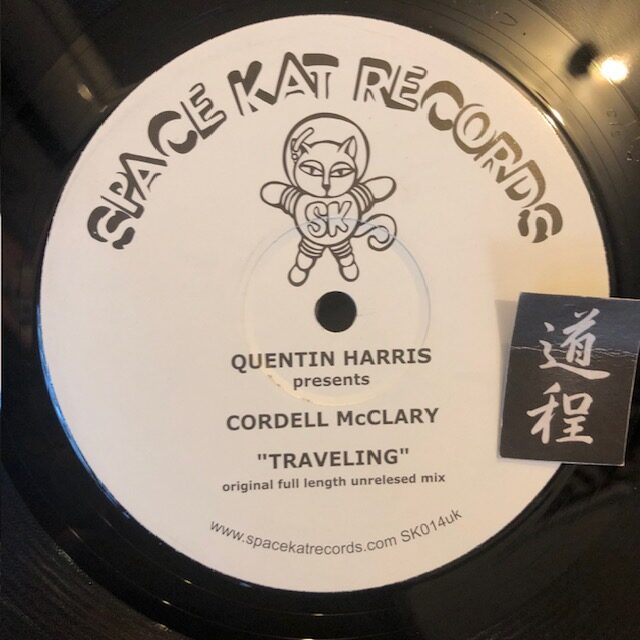 SPACE KAT RECORDS
SK
QUENTIN HARRIS
presents
CORDELL McCLARY
"TRAVELING"
original full length unrelesed mix
www.spacekatrecords.com SK014uk
道程